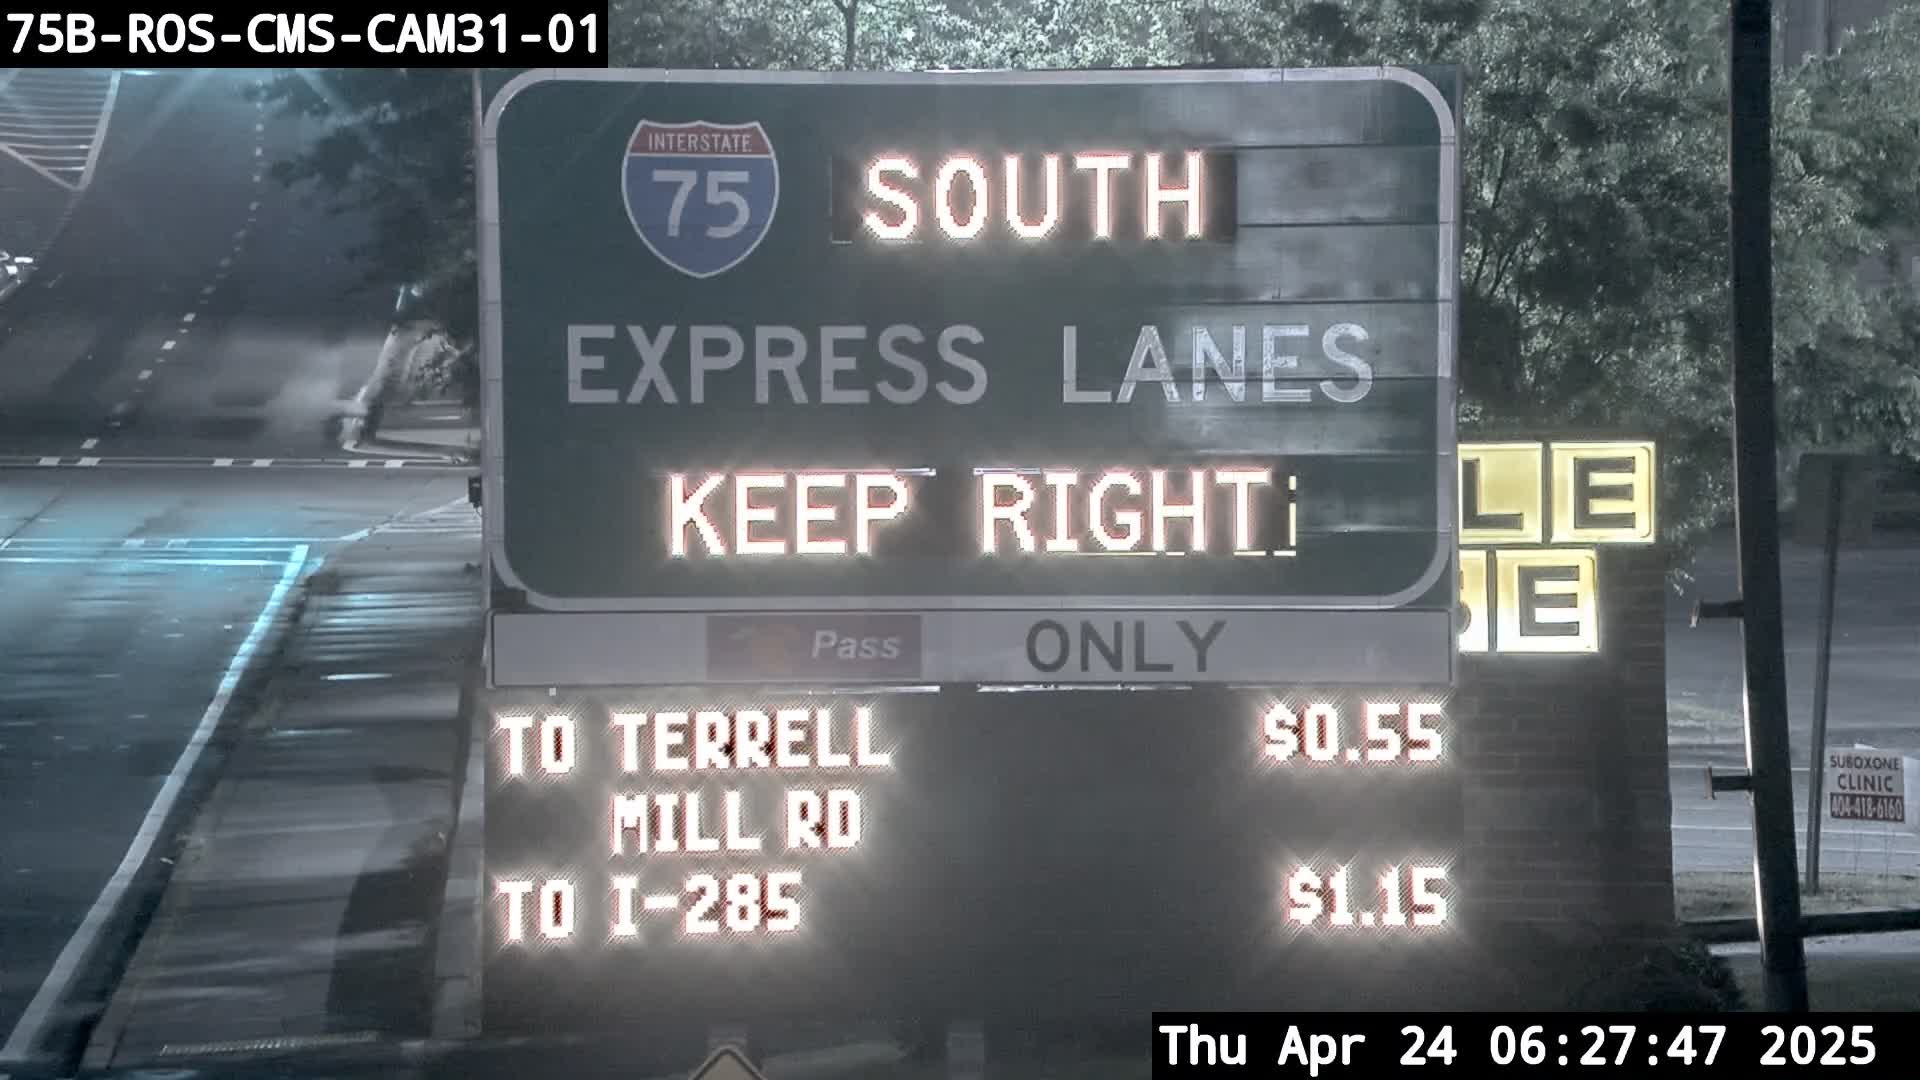 75B-ROS-CMS-CAM31-01
INTERSTATE
75
SOUTH
EXPRESS LANES
KEEP RIGHT
Pass ONLY
TO TERRELL $0.55
MILL RD
TO I-285 $1.15
LE
E
SUBOXONE
CLINIC
404-418-6160
Thu Apr 24 06:27:47 2025